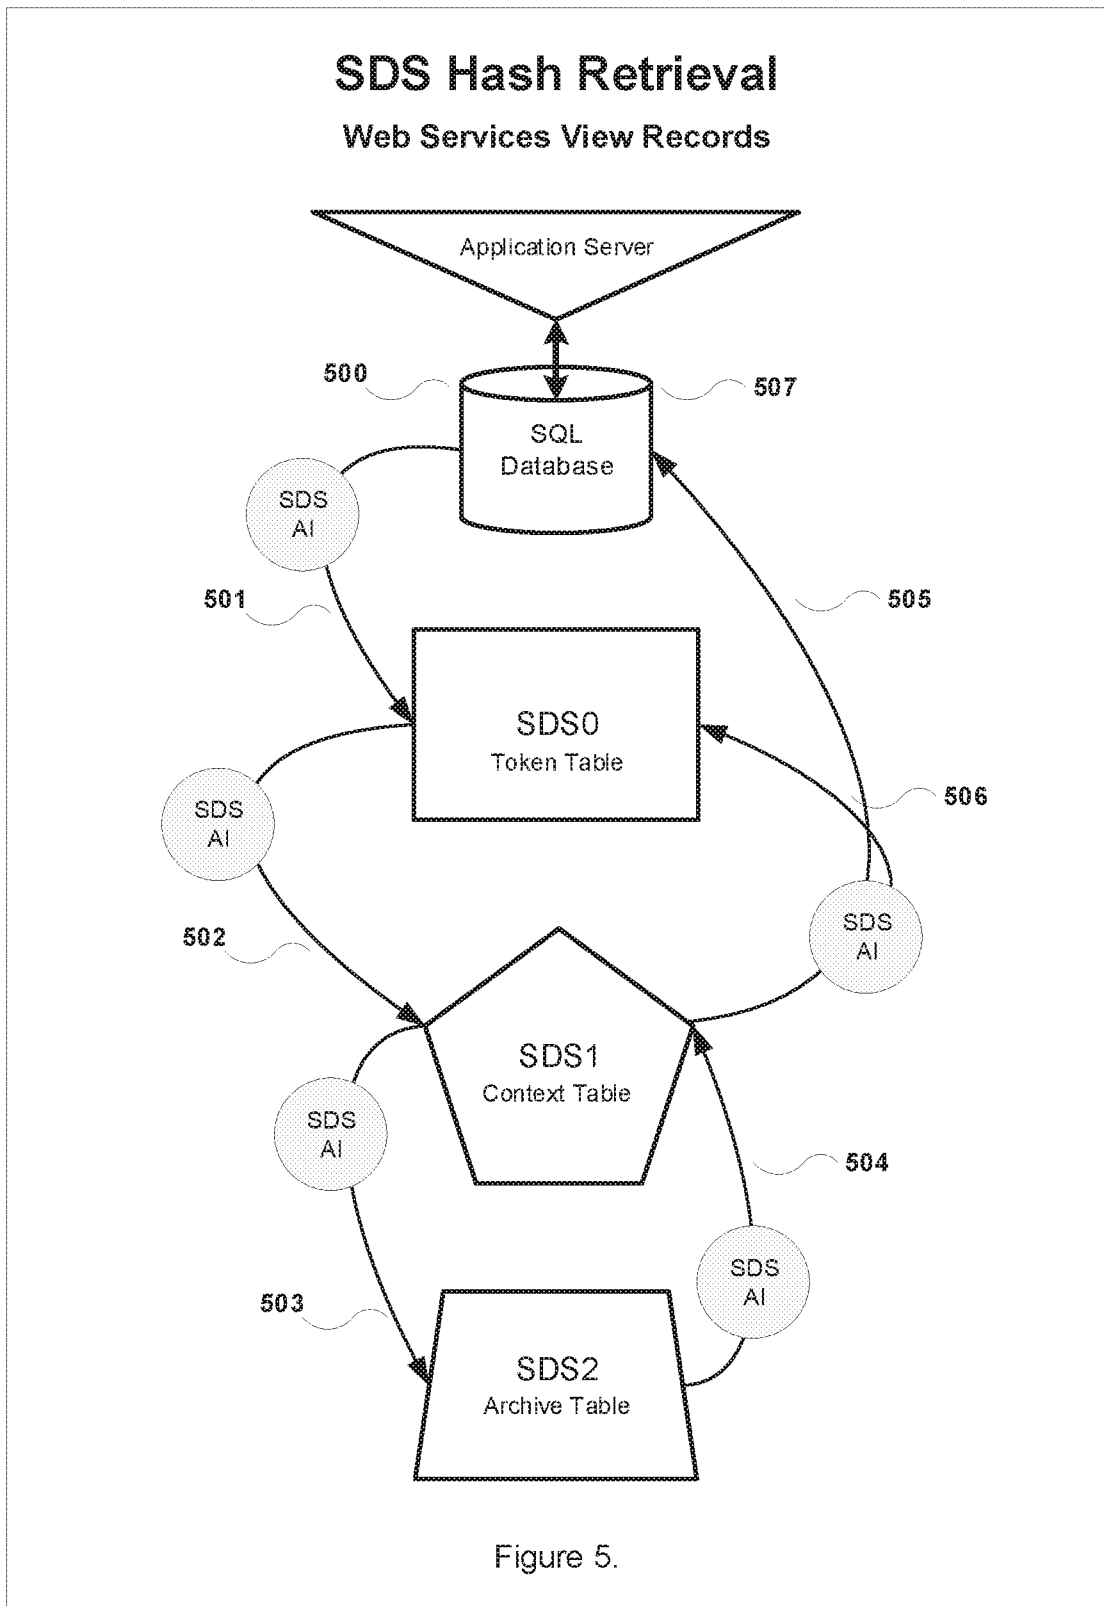 SDS Hash Retrieval
Web Services View Records
Application Server
500
507
SQL
Database
SDS
AI
501
505
SDS0
Token Table
506
SDS
AI
502
SDS
AI
SDS1
Context Table
SDS
AI
504
503
SDS
AI
SDS2
Archive Table
Figure 5.